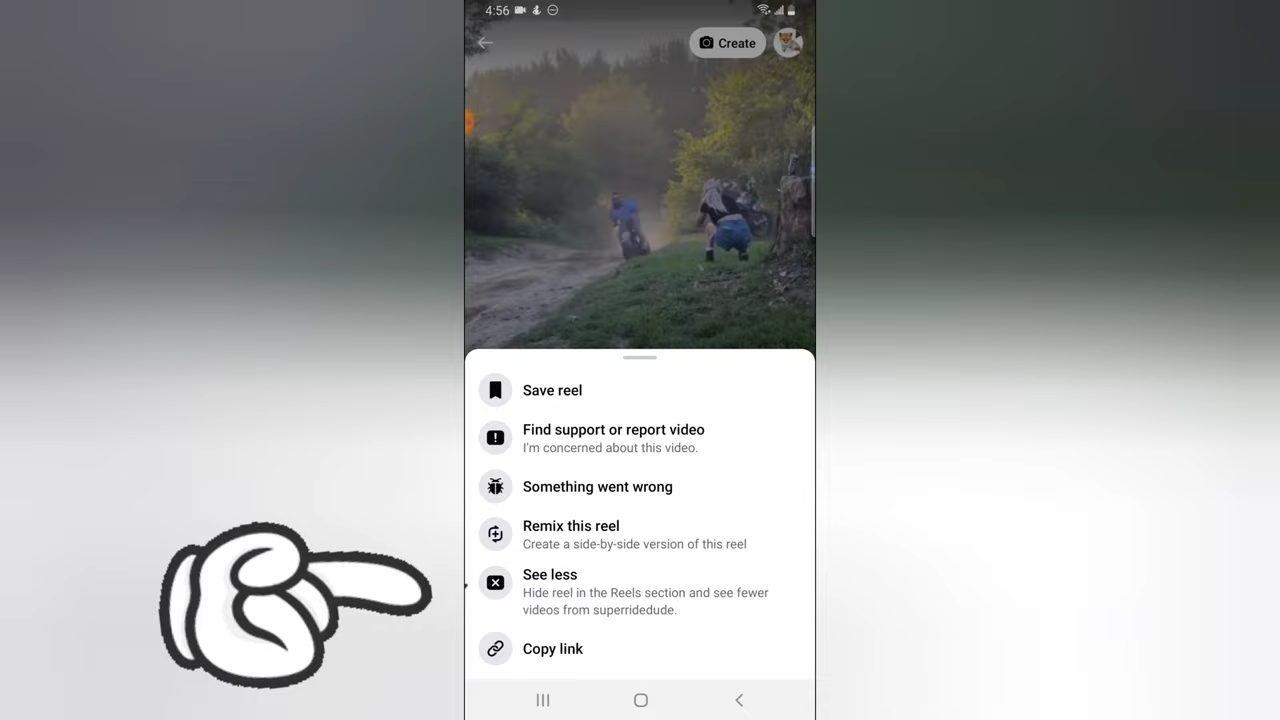 4:56
Create
Save reel
Find support or report video
I'm concerned about this video.
Something went wrong
Remix this reel
Create a side-by-side version of this reel
See less
Hide reel in the Reels section and see fewer
videos from superridedude.
Copy link